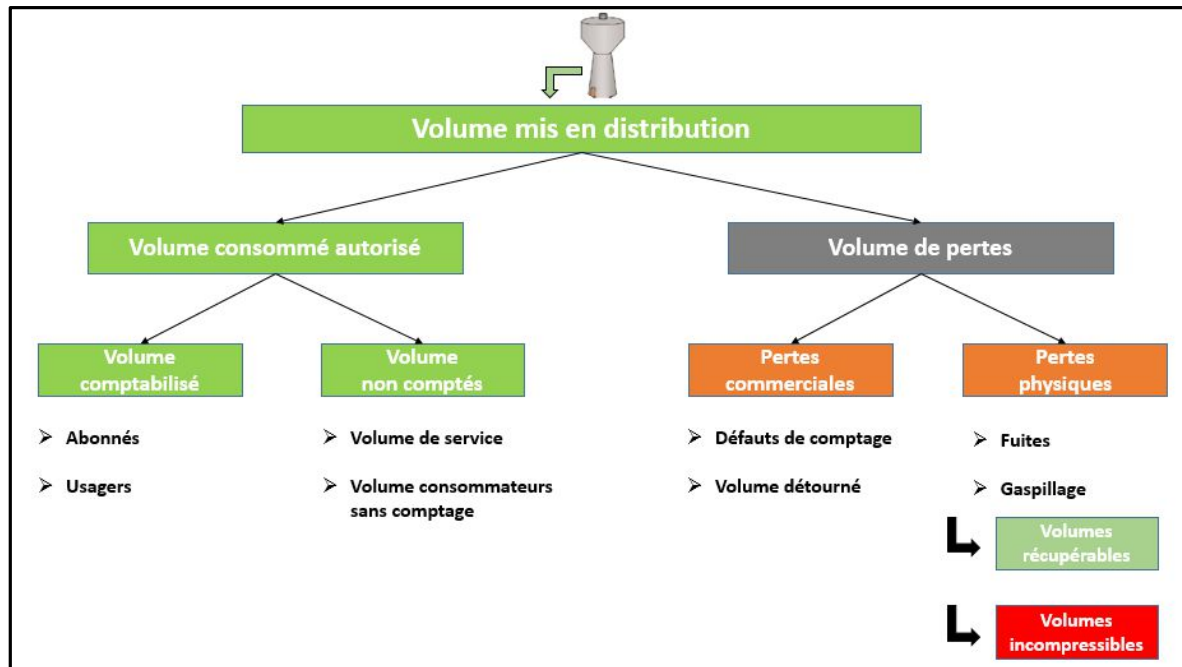 Volume mis en distribution
Volume consommé autorisé
Volume de pertes
Volume
comptabilisé
Volume
non comptés
Pertes
commerciales
Pertes
physiques
➢ Abonnés
➢ Usagers
➢ Volume de service
➢ Volume consommateurs
sans comptage
➢ Défauts de comptage
➢ Volume détourné
➢ Fuites
➢ Gaspillage
Volumes
récupérables
Volumes
incompressibles